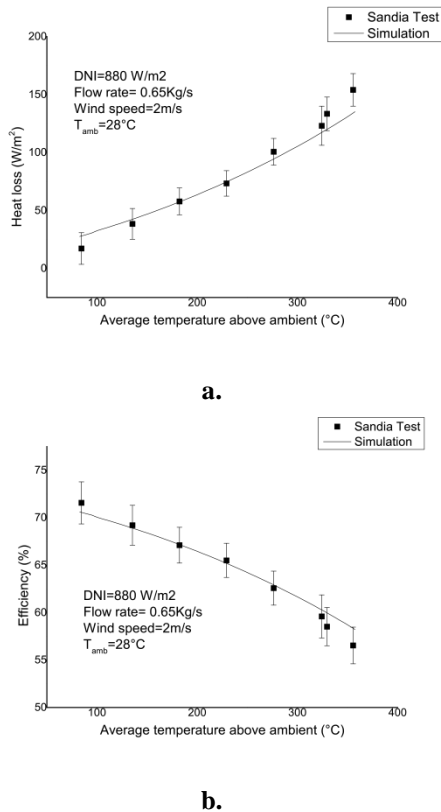 Sandia Test
Simulation
200
150
100
50
0
Heat loss (W/m²)
DNI=880 W/m2
Flow rate= 0.65Kg/s
Wind speed=2m/s
Tamb=28°C
100 200 300 400
Average temperature above ambient (°C)
a.
Sandia Test
Simulation
75
70
65
60
55
50
Efficiency (%)
DNI=880 W/m2
Flow rate= 0.65Kg/s
Wind speed=2m/s
Tamb=28°C
100 200 300 400
Average temperature above ambient (°C)
b.